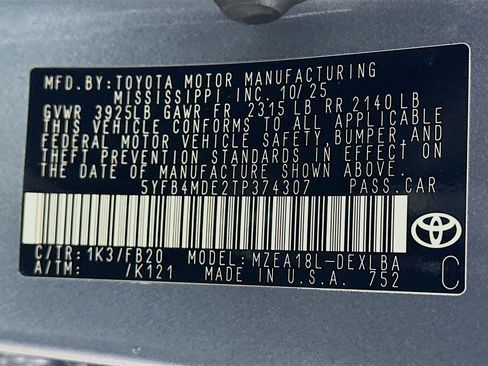 MFD.BY:TOYOTA MOTOR MANUFACTURING
MISSISSIPPI INC. 10/25
GVWR 3925LB GAWR FR 2315 LB RR 2140 LB
THIS VEHICLE CONFORMS TO ALL APPLICABLE
FEDERAL MOTOR VEHICLE SAFETY,BUMPER,AND
THEFT PREVENTION STANDARDS IN EFFECT ON
THE DATE OF MANUFACTURE SHOWN ABOVE.
5YFB4MDE2TP374307 PASS.CAR
C/TR: 1K3/FB20 MODEL: MZEA18L-DEXLBA
A/TM: /K121 MADE IN U.S.A. 752 C